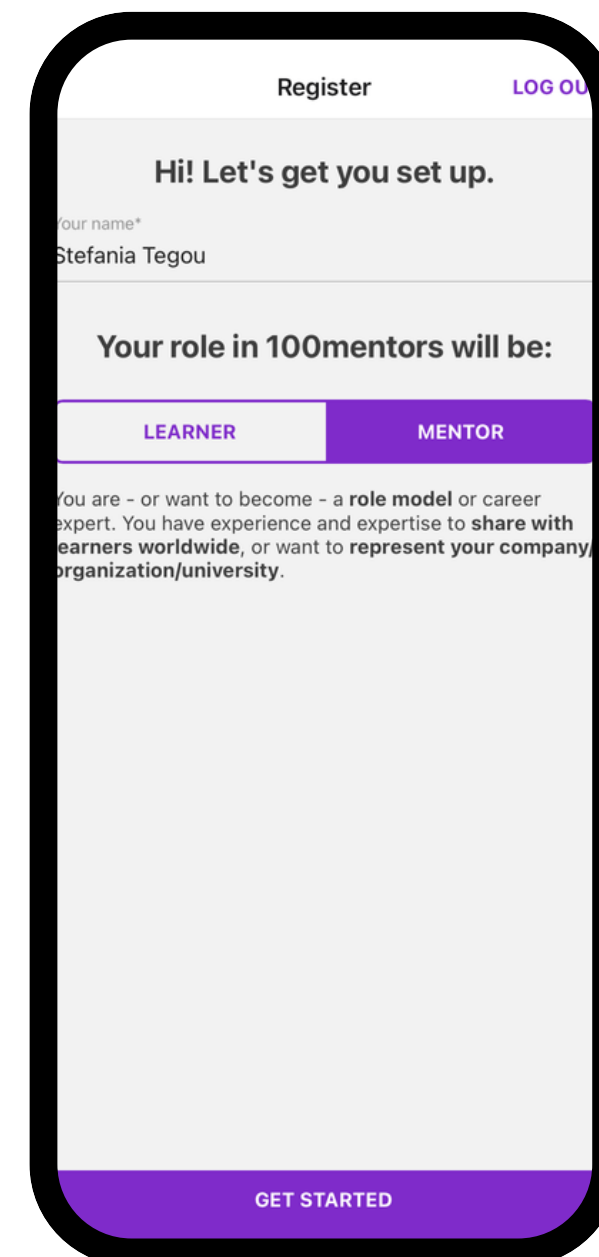 Register
LOG OU
Hi! Let's get you set up.
Your name*
Stefania Tegou
Your role in 100mentors will be:
LEARNER
MENTOR
You are - or want to become - a role model or career
expert. You have experience and expertise to share with
learners worldwide, or want to represent your company/
organization/university.
GET STARTED